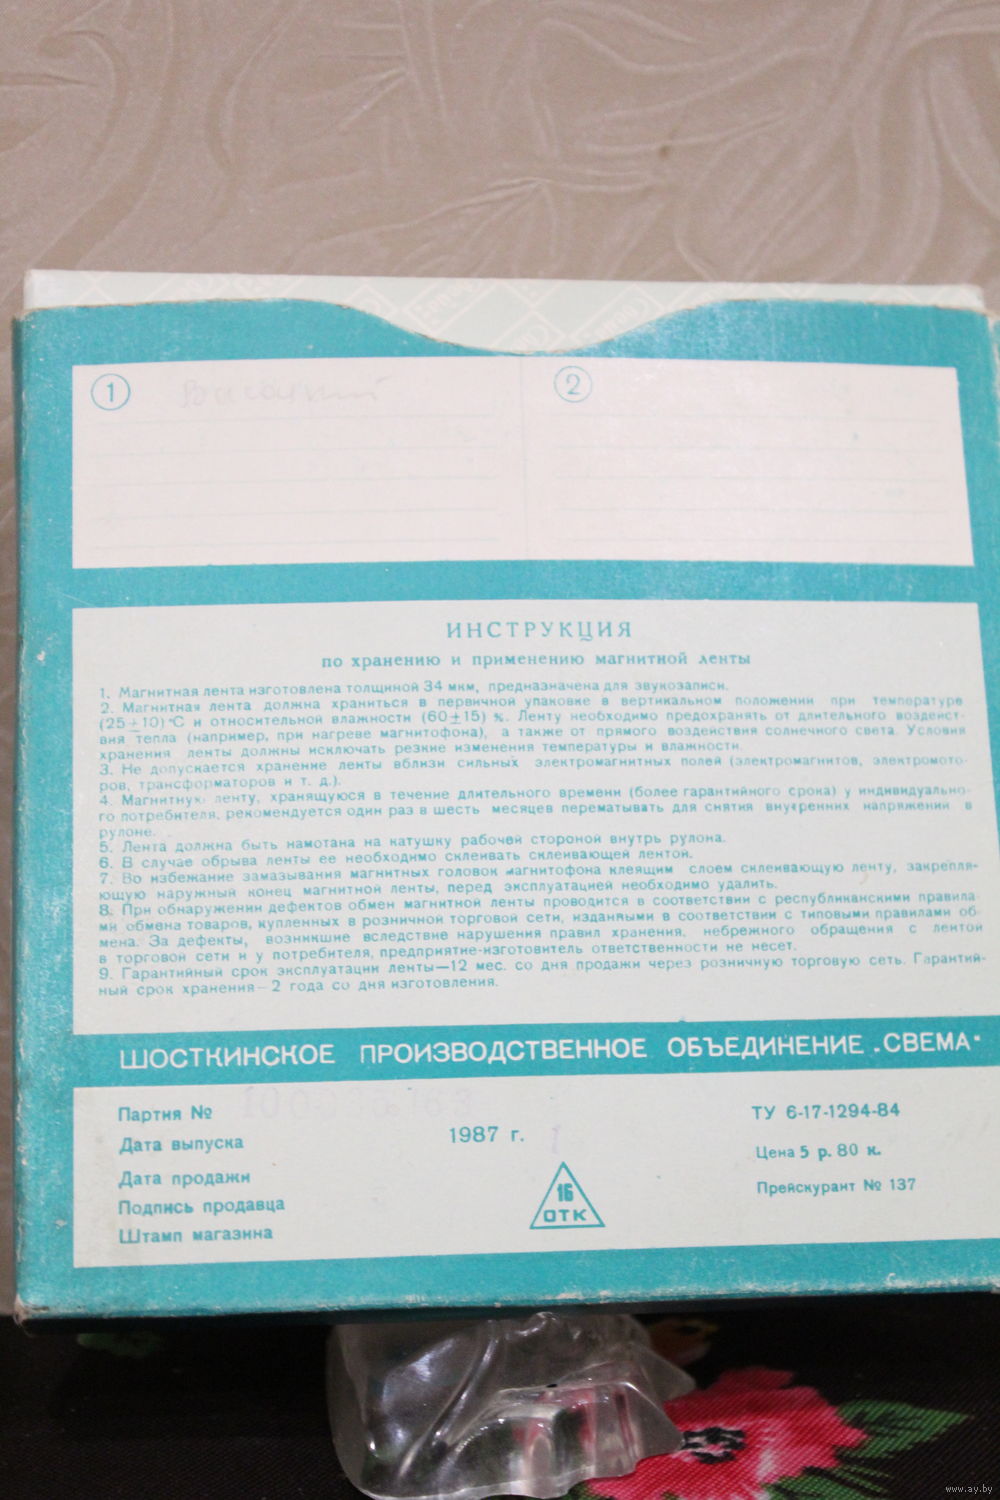 1
2
ИНСТРУКЦИЯ
по хранению и применению магнитной ленты
1. Магнитная лента изготовлена толщиной 34 мкм, предназначена для звукозаписи.
2. Магнитная лента должна храниться в первичной упаковке в вертикальном положении при температуре
(25±10)°С и относительной влажности (60±15) %. Ленту необходимо предохранять от длительного воздейст-
вия тепла (например, при нагреве магнитофона), а также от прямого воздействия солнечного света. Условия
хранения ленты должны исключать резкие изменения температуры и влажности.
3. Не допускается хранение ленты вблизи сильных электромагнитных полей (электромагнитов, электромото-
ров, трансформаторов и т. д.).
4. Магнитную ленту, хранящуюся в течение длительного времени (более гарантийного срока) у индивидуально-
го потребителя, рекомендуется один раз в шесть месяцев перематывать для снятия внутренних напряжений в
рулоне.
5. Лента должна быть намотана на катушку рабочей стороной внутрь рулона.
6. В случае обрыва ленты ее необходимо склеивать склеивающей лентой.
7. Во избежание замазывания магнитных головок магнитофона клеящим слоем склеивающую ленту, закрепля-
ющую наружный конец магнитной ленты, перед эксплуатацией необходимо удалить.
8. При обнаружении дефектов обмен магнитной ленты проводится в соответствии с республиканскими правила-
ми обмена товаров, купленных в розничной торговой сети, изданными в соответствии с типовыми правилами об-
мена. За дефекты, возникшие вследствие нарушения правил хранения, небрежного обращения с лентой
в торговой сети и у потребителя, предприятие-изготовитель ответственности не несет.
9. Гарантийный срок эксплуатации ленты—12 мес. со дня продажи через розничную торговую сеть. Гарантий-
ный срок хранения—2 года со дня изготовления.
ШОСТКИНСКОЕ ПРОИЗВОДСТВЕННОЕ ОБЪЕДИНЕНИЕ „СВЕМА"
Партия №
Дата выпуска 1987 г.
Дата продажи
Подпись продавца
Штамп магазина
16
ОТК
ТУ 6-17-1294-84
Цена 5 р. 80 к.
Прейскурант № 137
www.ay.by